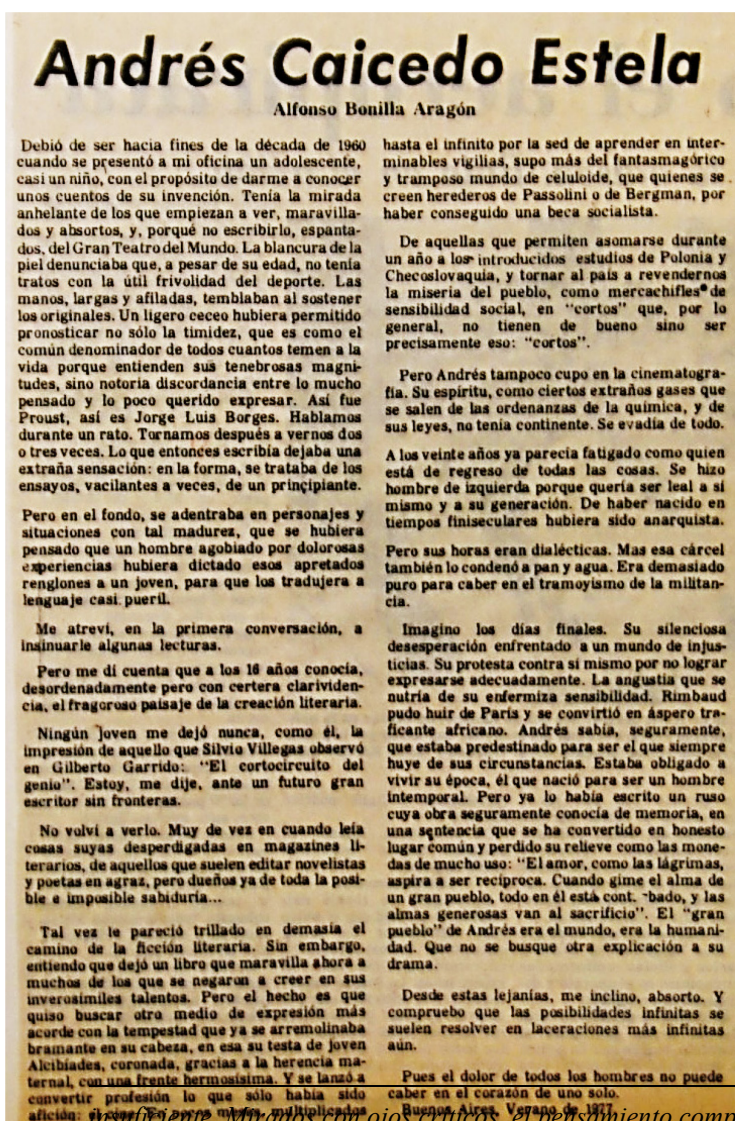 Andrés Caicedo Estela
Alfonso Bonilla Aragón
Debió de ser hacia fines de la década de 1960
cuando se presentó a mi oficina un adolescente,
casi un niño, con el propósito de darme a conocer
unos cuentos de su invención. Tenía la mirada
anhelante de los que empiezan a ver, maravilla-
dos y absortos, y, porqué no escribirlo, espanta-
dos, del Gran Teatro del Mundo. La blancura de la
piel denunciaba que, a pesar de su edad, no tenía
tratos con la útil frivolidad del deporte. Las
manos, largas y afiladas, temblaban al sostener
los originales. Un ligero ceceo hubiera permitido
pronosticar no sólo la timidez, que es como el
común denominador de todos cuantos temen a la
vida porque entienden sus tenebrosas magni-
tudes, sino notoria discordancia entre lo mucho
pensado y lo poco querido expresar. Así fue
Proust, así es Jorge Luis Borges. Hablamos
durante un rato. Tornamos después a vernos dos
o tres veces. Lo que entonces escribía dejaba una
extraña sensación: en la forma, se trataba de los
ensayos, vacilantes a veces, de un principiante.
Pero en el fondo, se adentraba en personajes y
situaciones con tal madurez, que se hubiera
pensado que un hombre agobiado por dolorosas
experiencias hubiera dictado esos apretados
renglones a un joven, para que los tradujera a
lenguaje casi pueril.
Me atreví, en la primera conversación, a
insinuarle algunas lecturas.
Pero me di cuenta que a los 16 años conocía,
desordenadamente pero con certera clarividen-
cia, el fragoroso paisaje de la creación literaria.
Ningún joven me dejó nunca, como él, la
impresión de aquello que Silvio Villegas observó
en Gilberto Garrido: "El cortocircuito del
genio". Estoy, me dije, ante un futuro gran
escritor sin fronteras.
No volví a verlo. Muy de vez en cuando leía
cosas suyas desperdigadas en magazines li-
terarios, de aquellos que suelen editar novelistas
y poetas en agraz, pero dueños ya de toda la posi-
ble e imposible sabiduría...
Tal vez le pareció trillado en demasía el
camino de la ficción literaria. Sin embargo,
entiendo que dejó un libro que maravilla ahora a
muchos de los que se negaron a creer en sus
inverosímiles talentos. Pero el hecho es que
quiso buscar otro medio de expresión más
acorde con la tempestad que ya se arremolinaba
bramante en su cabeza, en esa su testa de joven
Alcibíades, coronada, gracias a la herencia ma-
ternal, con una frente hermosísima. Y se lanzó a
convertir profesión lo que sólo había sido
afición: el cine. En pocos meses, multiplicados
hasta el infinito por la sed de aprender en inter-
minables vigilias, supo más del fantasmagórico
y tramposo mundo de celuloide, que quienes se
creen herederos de Passolini o de Bergman, por
haber conseguido una beca socialista.
De aquellas que permiten asomarse durante
un año a los introducidos estudios de Polonia y
Checoslovaquia, y tornar al país a revendernos
la miseria del pueblo, como mercachifles de
sensibilidad social, en "cortos" que, por lo
general, no tienen de bueno sino ser
precisamente eso: "cortos".
Pero Andrés tampoco cupo en la cinematogra-
fía. Su espíritu, como ciertos extraños gases que
se salen de las ordenanzas de la química, y de
sus leyes, no tenía continente. Se evadía de todo.
A los veinte años ya parecía fatigado como quien
está de regreso de todas las cosas. Se hizo
hombre de izquierda porque quería ser leal a sí
mismo y a su generación. De haber nacido en
tiempos finiseculares hubiera sido anarquista.
Pero sus horas eran dialécticas. Mas esa cárcel
también lo condenó a pan y agua. Era demasiado
puro para caber en el tramoyismo de la militan-
cia.
Imagino los días finales. Su silenciosa
desesperación enfrentado a un mundo de injus-
ticias. Su protesta contra sí mismo por no lograr
expresarse adecuadamente. La angustia que se
nutría de su enfermiza sensibilidad. Rimbaud
pudo huir de París y se convirtió en áspero tra-
ficante africano. Andrés sabía, seguramente,
que estaba predestinado para ser el que siempre
huye de sus circunstancias. Estaba obligado a
vivir su época, él que nació para ser un hombre
intemporal. Pero ya lo había escrito un ruso
cuya obra seguramente conocía de memoria, en
una sentencia que se ha convertido en honesto
lugar común y perdido su relieve como las mone-
das de mucho uso: "El amor, como las lágrimas,
aspira a ser recíproca. Cuando gime el alma de
un gran pueblo, todo en él está cont. bado, y las
almas generosas van al sacrificio". El "gran
pueblo" de Andrés era el mundo, era la humani-
dad. Que no se busque otra explicación a su
drama.
Desde estas lejanías, me inclino, absorto. Y
compruebo que las posibilidades infinitas se
suelen resolver en laceraciones más infinitas
aún.
Pues el dolor de todos los hombres no puede
caber en el corazón de uno solo.
Buenos Aires, Verano de 1977
insuficiente. Mirados con ojos críticos, el pensamiento comp